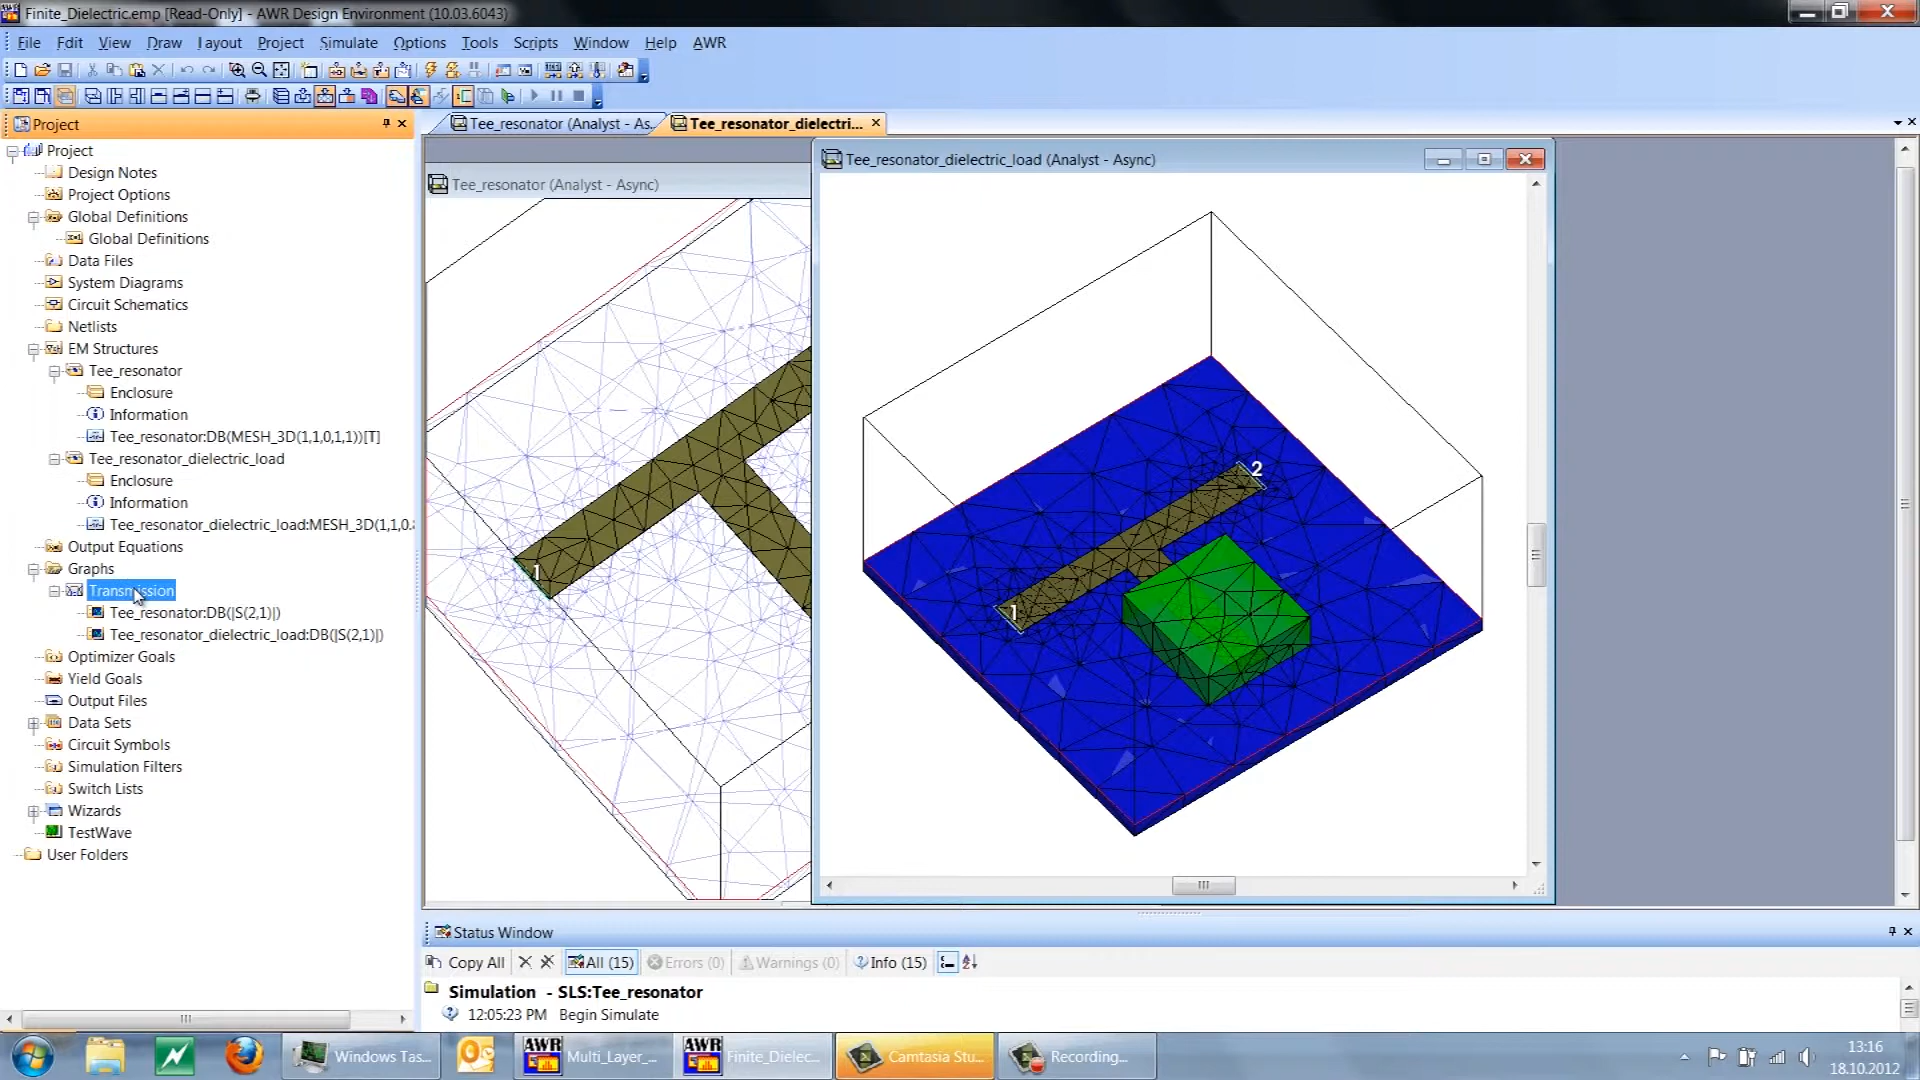 Finite_Dielectric.emp [Read-Only] - AWR Design Environment (10.03.6043)
File Edit View Draw Layout Project Simulate Options Tools Scripts Window Help AWR
Project
Project
Design Notes
Project Options
Global Definitions
Global Definitions
Data Files
System Diagrams
Circuit Schematics
Netlists
EM Structures
Tee_resonator
Enclosure
Information
Tee_resonator:DB(MESH_3D(1,1,0,1,1))[T]
Tee_resonator_dielectric_load
Enclosure
Information
Tee_resonator_dielectric_load:MESH_3D(1,1,0.
Output Equations
Graphs
Transmission
Tee_resonator:DB(|S(2,1)|)
Tee_resonator_dielectric_load:DB(|S(2,1)|)
Optimizer Goals
Yield Goals
Output Files
Data Sets
Circuit Symbols
Simulation Filters
Switch Lists
Wizards
TestWave
User Folders
Tee_resonator (Analyst - As...
Tee_resonator_dielectri...
Tee_resonator (Analyst - Async)
1
Tee_resonator_dielectric_load (Analyst - Async)
2
1
Status Window
Copy All All (15) Errors (0) Warnings (0) Info (15)
Simulation - SLS:Tee_resonator
12:05:23 PM Begin Simulate
Windows Tas...
AWR Multi_Layer_...
AWR Finite_Dielec...
Camtasia Stu...
Recording...
13:16
18.10.2012